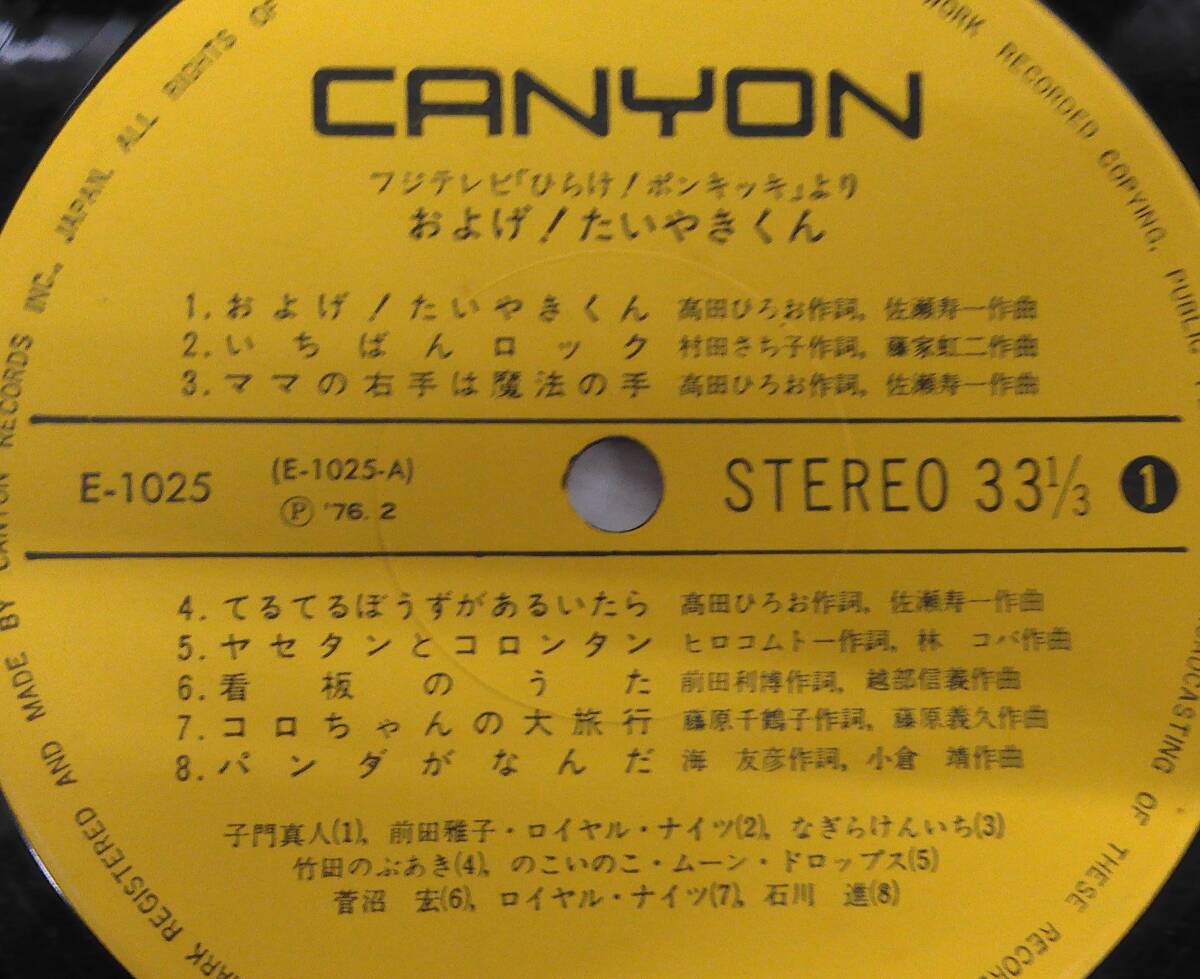 CANYON
フジテレビ「ひらけ!ポンキッキ」より
およげ!たいやきくん
1. およげ!たいやきくん 高田ひろお作詞, 佐瀬寿一作曲
2. いちばんロック 村田さち子作詞, 藤家虹二作曲
3. ママの右手は魔法の手 高田ひろお作詞, 佐瀬寿一作曲
E-1025 (E-1025-A) STEREO 33 1/3 1
Ⓟ '76. 2
4. てるてるぼうずがあるいたら 高田ひろお作詞, 佐瀬寿一作曲
5. ヤセタンとコロンタン ヒロコムトー作詞, 林 コバ作曲
6. 看板のうた 前田利博作詞, 越部信義作曲
7. コロちゃんの大旅行 藤原千鶴子作詞, 藤原義久作曲
8. パンダがなんだ 海 友彦作詞, 小倉 靖作曲
子門真人(1), 前田雅子・ロイヤル・ナイツ(2), なぎらけんいち(3)
竹田のぶあき(4), のこいのこ・ムーン・ドロップス(5)
菅沼 宏(6), ロイヤル・ナイツ(7), 石川 進(8)
MARK REGISTERED AND MADE BY CANYON RECORDS INC., JAPAN. ALL RIGHTS OF
WORK RECORDED COPYING, PUBLIC
OF THESE RECOR